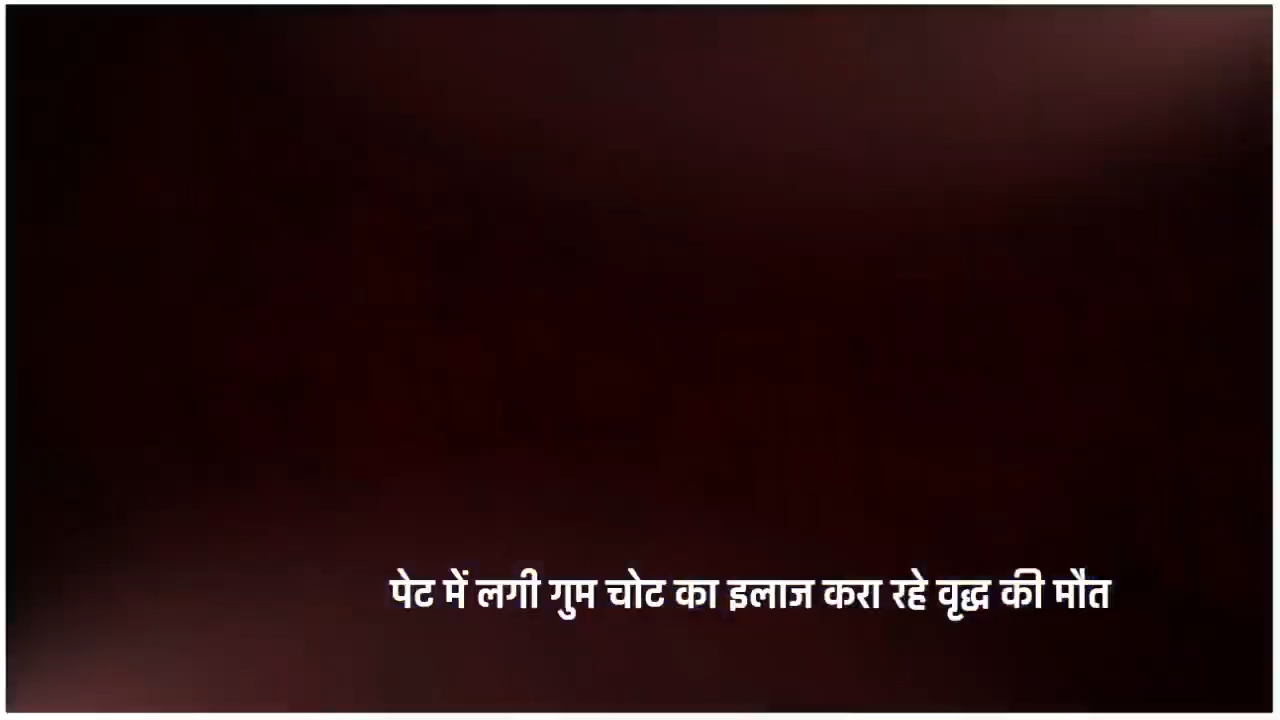 पेट में लगी गुम चोट का इलाज करा रहे वृद्ध की मौत